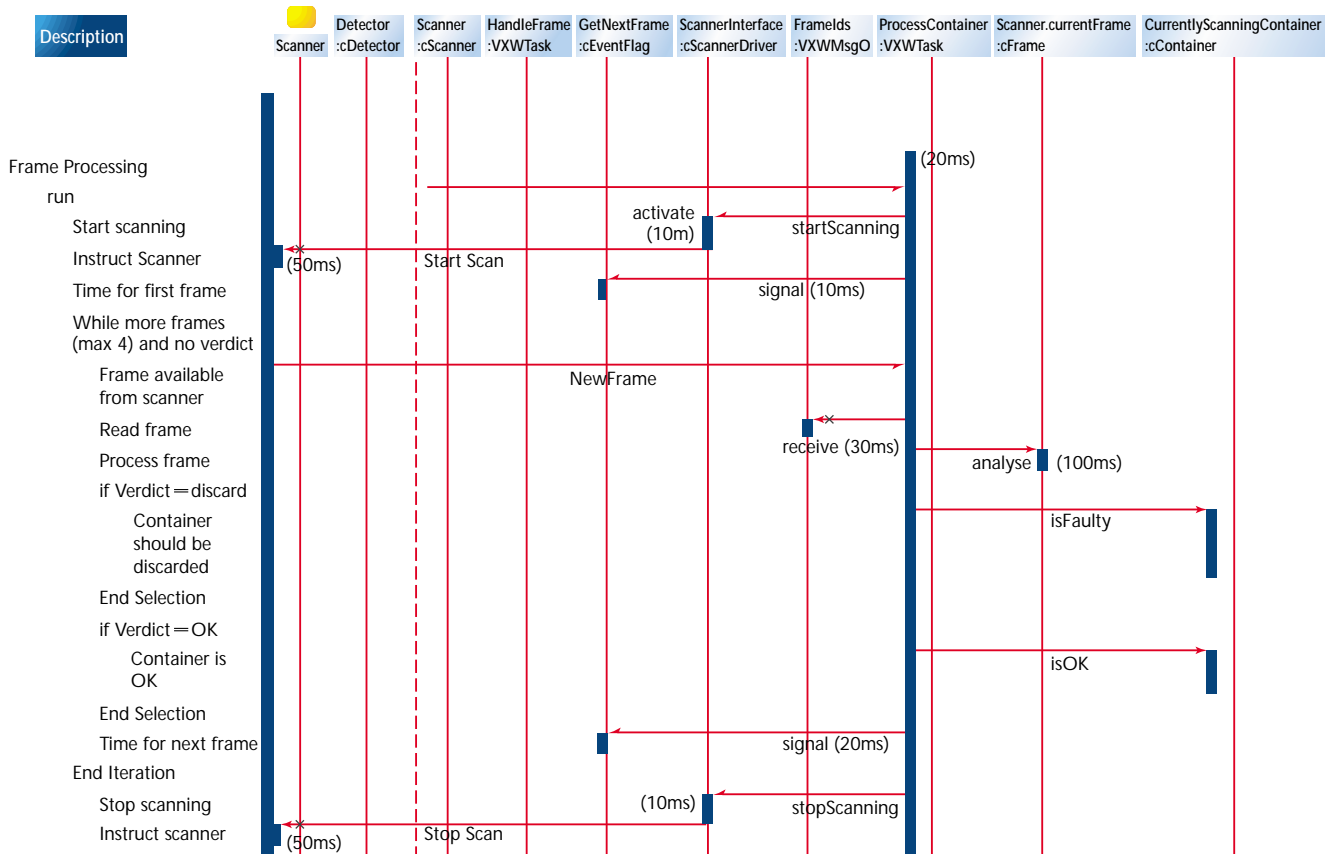 Description
Scanner
Detector
:cDetector
Scanner
:cScanner
HandleFrame
:VXWTask
GetNextFrame
:cEventFlag
ScannerInterface
:cScannerDriver
FrameIds
:VXWMsgO
ProcessContainer
:VXWTask
Scanner.currentFrame
:cFrame
CurrentlyScanningContainer
:cContainer
(20ms)
Frame Processing
run
activate
(10m)
Start scanning
startScanning
Instruct Scanner
(50ms)
Start Scan
Time for first frame
signal (10ms)
While more frames
(max 4) and no verdict
Frame available
from scanner
NewFrame
Read frame
receive (30ms)
Process frame
analyse
(100ms)
if Verdict=discard
Container
should be
discarded
isFaulty
End Selection
if Verdict=OK
Container is
OK
isOK
End Selection
Time for next frame
signal (20ms)
End Iteration
Stop scanning
(10ms)
stopScanning
Instruct scanner
(50ms)
Stop Scan